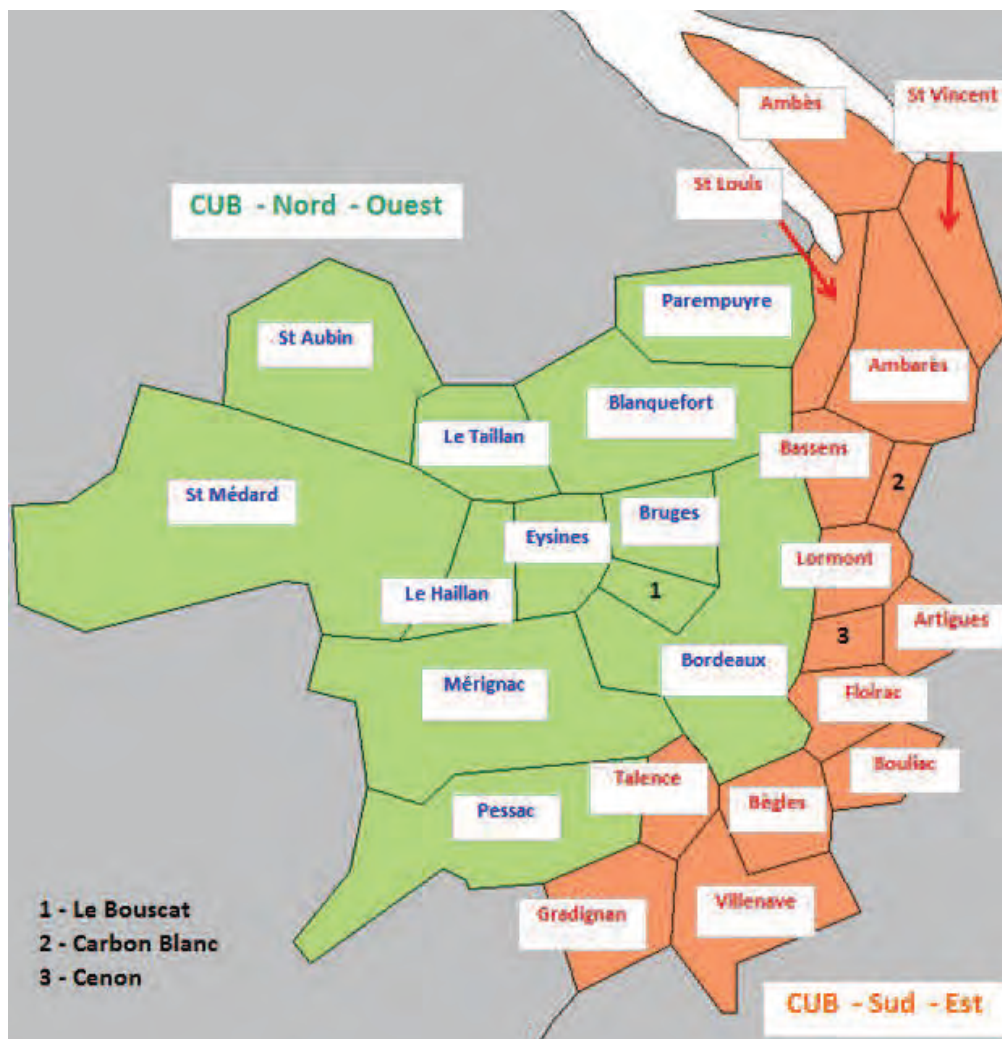 St Vincent
Ambès
St Louis
CUB - Nord - Ouest
Parempuyre
St Aubin
Ambarès
Blanquefort
Le Taillan
Bassens
2
St Médard
Bruges
Eysines
Lormont
1
Le Haillan
Artigues
3
Bordeaux
Floirac
Mérignac
Bouliac
Talence
Bègles
Pessac
Villenave
Gradignan
1 - Le Bouscat
2 - Carbon Blanc
3 - Cenon
CUB - Sud - Est